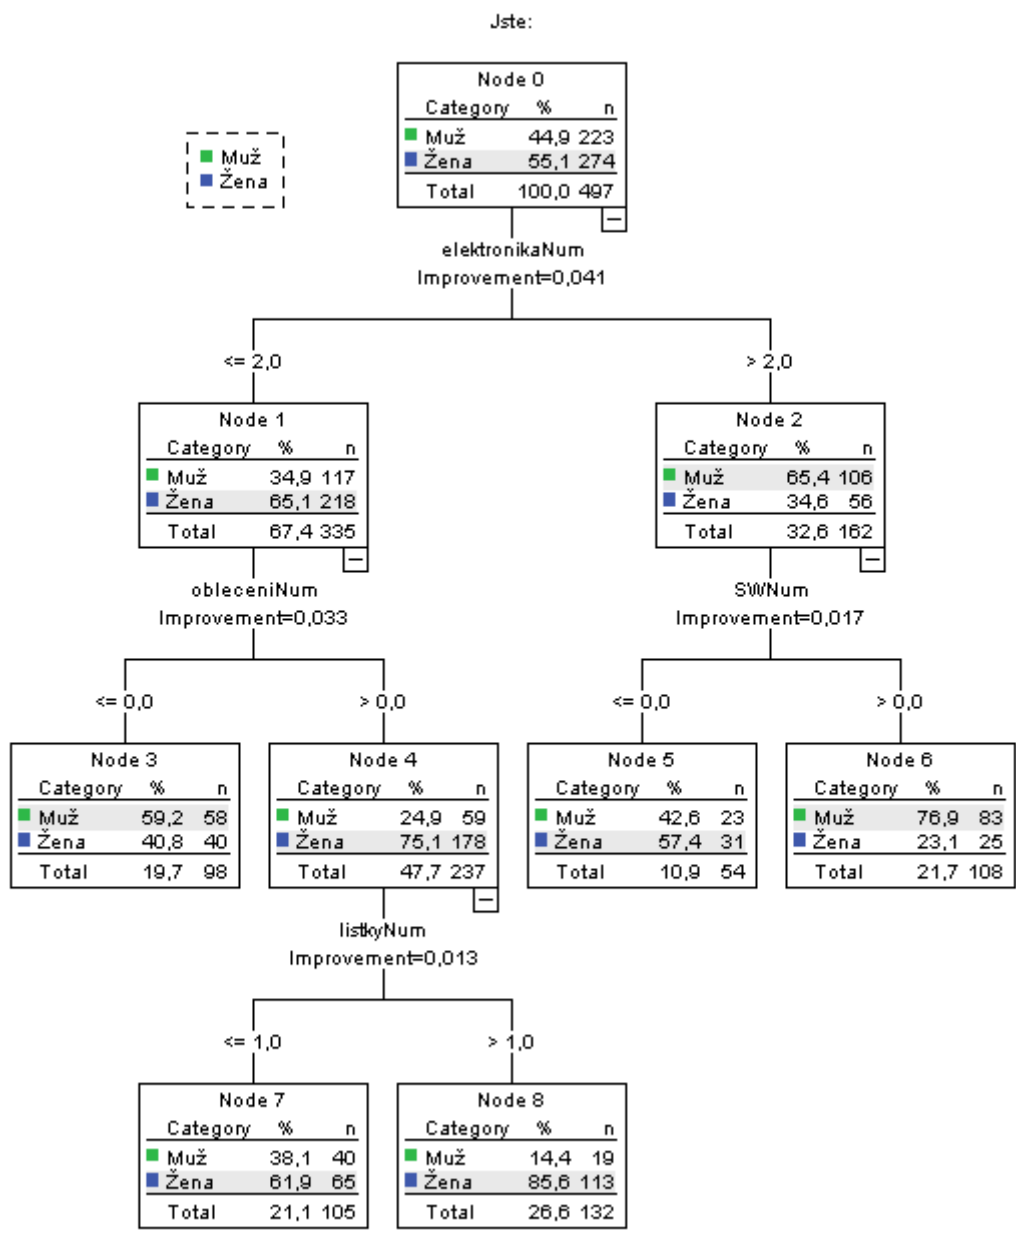 Jste:
Node 0
Category % n
Muž 44,9 223
Žena 55,1 274
Total 100,0 497
Muž
Žena
elektronikaNum
Improvement=0,041
<= 2,0
> 2,0
Node 1
Category % n
Muž 34,9 117
Žena 65,1 218
Total 67,4 335
Node 2
Category % n
Muž 65,4 106
Žena 34,6 56
Total 32,6 162
obleceniNum
Improvement=0,033
SWNum
Improvement=0,017
<= 0,0
> 0,0
<= 0,0
> 0,0
Node 3
Category % n
Muž 59,2 58
Žena 40,8 40
Total 19,7 98
Node 4
Category % n
Muž 24,9 59
Žena 75,1 178
Total 47,7 237
Node 5
Category % n
Muž 42,6 23
Žena 57,4 31
Total 10,9 54
Node 6
Category % n
Muž 76,9 83
Žena 23,1 25
Total 21,7 108
listkyNum
Improvement=0,013
<= 1,0
> 1,0
Node 7
Category % n
Muž 38,1 40
Žena 61,9 65
Total 21,1 105
Node 8
Category % n
Muž 14,4 19
Žena 85,6 113
Total 26,6 132